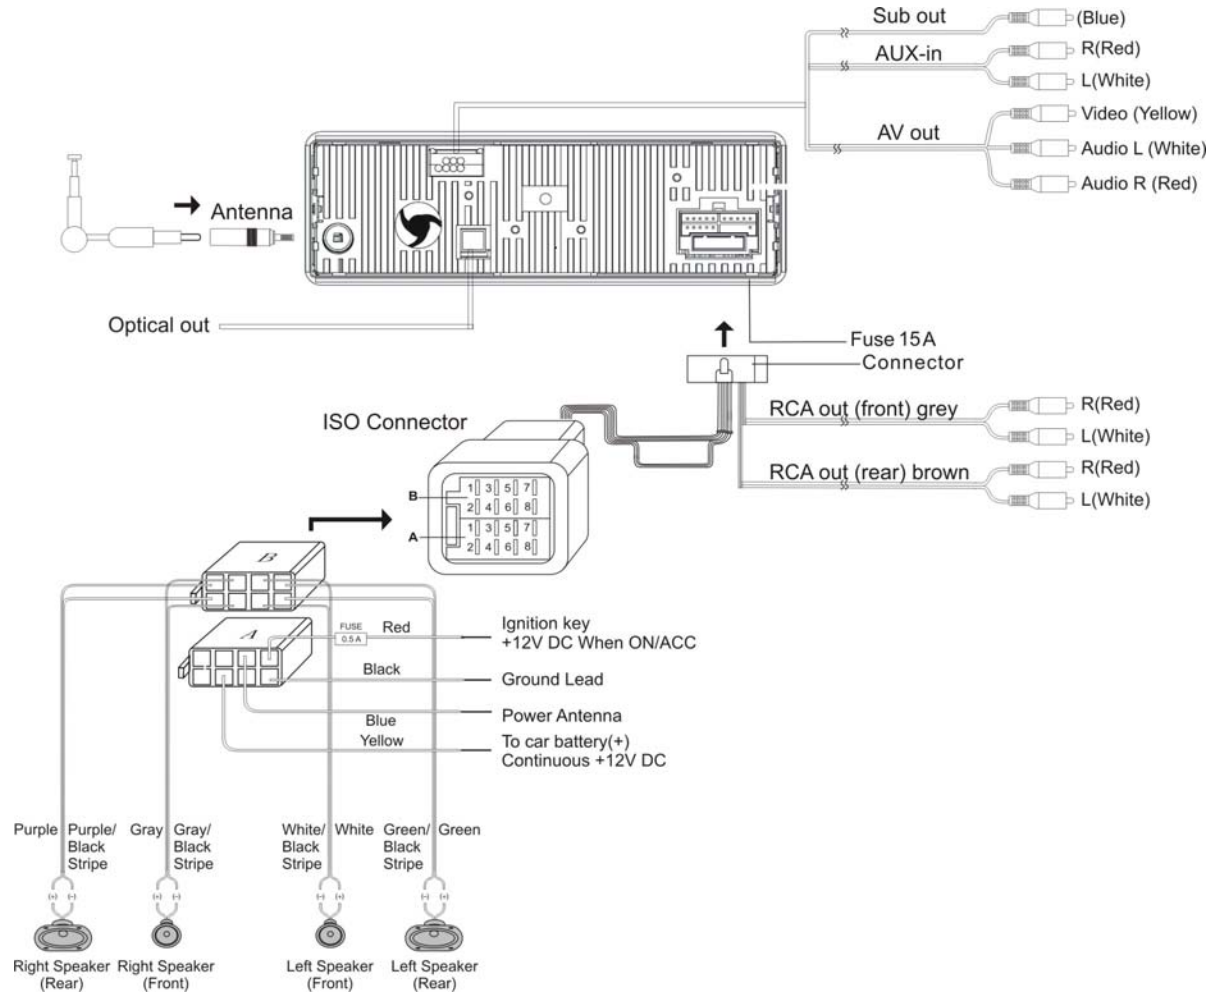 Sub out
(Blue)
AUX-in
R(Red)
L(White)
Video (Yellow)
AV out
Audio L (White)
Audio R (Red)
Antenna
Optical out
Fuse 15A
Connector
RCA out (front) grey
R(Red)
L(White)
RCA out (rear) brown
R(Red)
L(White)
ISO Connector
B
1 3 5 7
2 4 6 8
A
1 3 5 7
2 4 6 8
B
A
FUSE
0.5 A
Red
Ignition key
+12V DC When ON/ACC
Black
Ground Lead
Blue
Power Antenna
Yellow
To car battery(+)
Continuous +12V DC
Purple
Purple/
Black
Stripe
Gray
Gray/
Black
Stripe
White/
Black
Stripe
White
Green/
Black
Stripe
Green
(+) (-)
(+) (-)
(-) (+)
(-) (+)
Right Speaker
(Rear)
Right Speaker
(Front)
Left Speaker
(Front)
Left Speaker
(Rear)